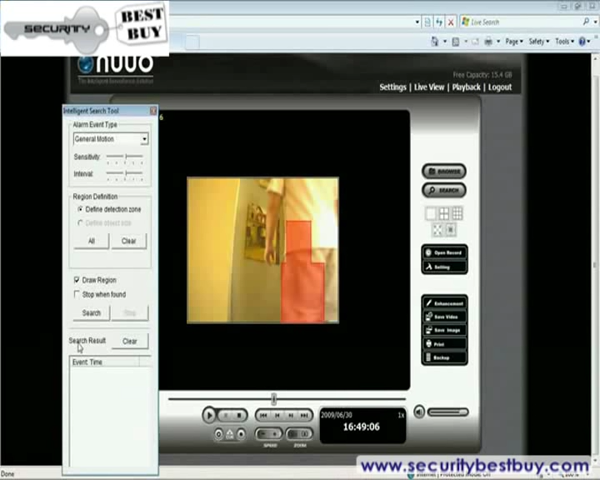 SECURITY
BEST
BUY
Live Search
Page
Safety
Tools
nuuo
The Intelligent Surveillance Solution
Free Capacity: 15.4 GB
Settings | Live View | Playback | Logout
Intelligent Search Tool
Alarm Event Type
General Motion
Sensitivity:
Interval:
Region Definition
Define detection zone
Define object size
All
Clear
Draw Region
Stop when found
Search
Stop
Search Result
Clear
Event
Time
BROWSE
SEARCH
Open Record
Setting
Enhancement
Save Video
Save Image
Print
Backup
2009/06/30
1x
16:49:06
SPEED
ZOOM
www.securitybestbuy.com
Done